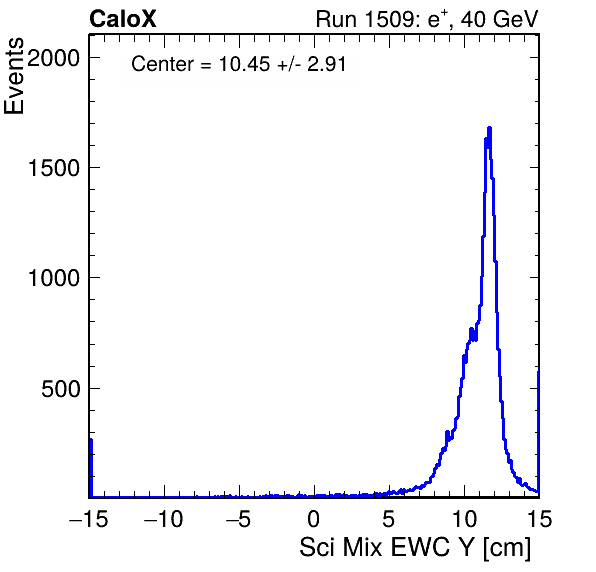 CaloX Run 1509: e⁺, 40 GeV
Center = 10.45 +/- 2.91
Events
2000
1500
1000
500
−15 −10 −5 0 5 10 15
Sci Mix EWC Y [cm]